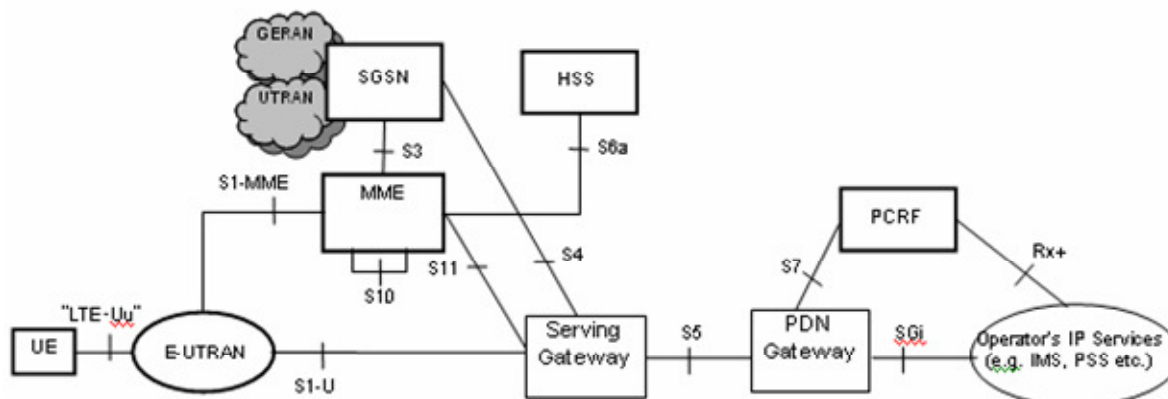 GERAN
SGSN
HSS
UTRAN
S3
S6a
S1-MME
MME
PCRF
Rx+
S11
S4
S7
S10
"LTE-Uu"
UE
E-UTRAN
Serving
Gateway
S5
PDN
Gateway
SGi
Operator's IP Services
(e.g. IMS, PSS etc.)
S1-U